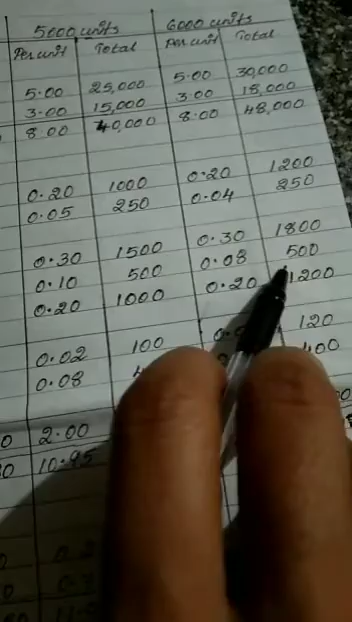 5000 units 6000 units
Per unit Total Per unit Total
5.00 25,000 5.00 30,000
3.00 15,000 3.00 18,000
8.00 40,000 8.00 48,000
0.20 1000 0.20 1200
0.05 250 0.04 250
0.30 1500 0.30 1800
0.10 500 0.08 500
0.20 1000 0.20 1200
0.02 100 120
0.08
2.00
10.95